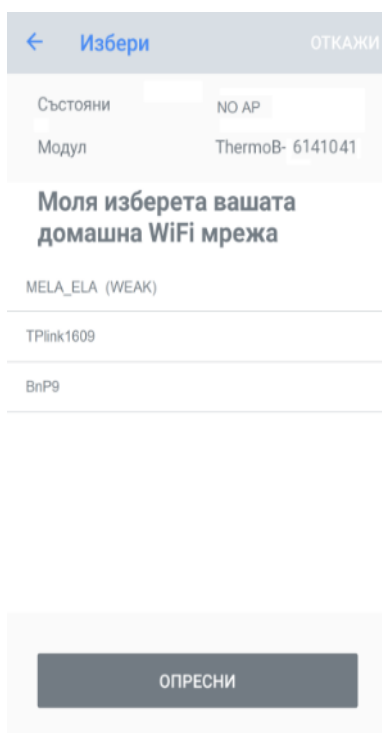 ← Избери ОТКАЖИ
Състояни NO AP
Модул ThermoB- 6141041
Моля изберета вашата
домашна WiFi мрежа
MELA_ELA (WEAK)
TPlink1609
BnP9
ОПРЕСНИ